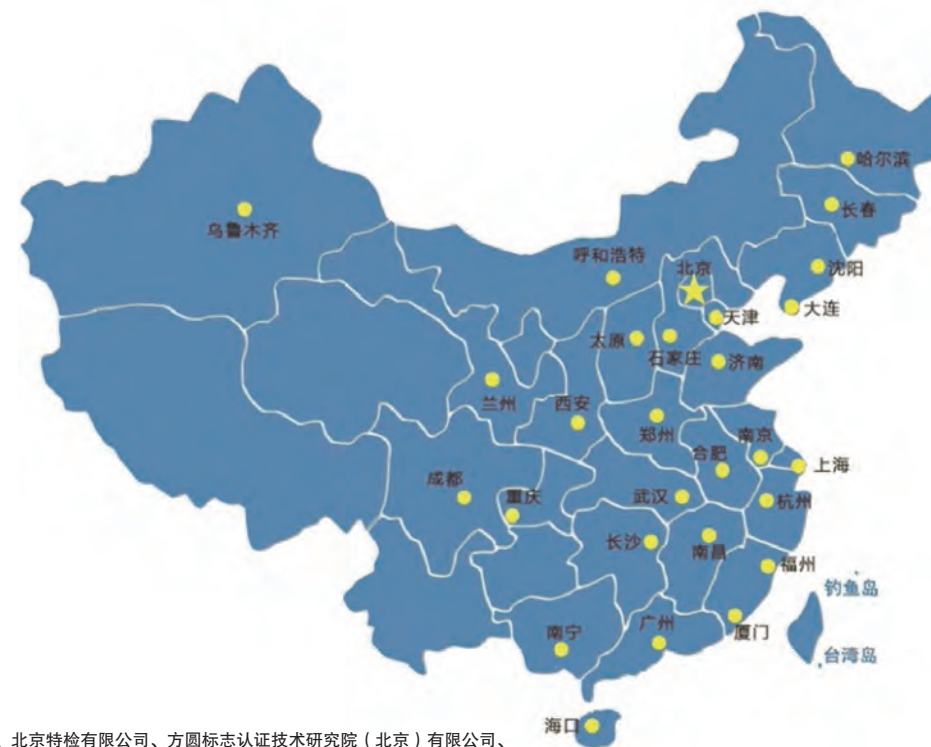 哈尔滨
长春
乌鲁木齐
呼和浩特
北京
沈阳
天津
大连
太原
石家庄
济南
兰州
西安
郑州
南京
合肥
上海
成都
重庆
武汉
杭州
长沙
南昌
福州
钓鱼岛
南宁
广州
厦门
台湾岛
海口
北京特检有限公司、方圆标志认证技术研究院（北京）有限公司、